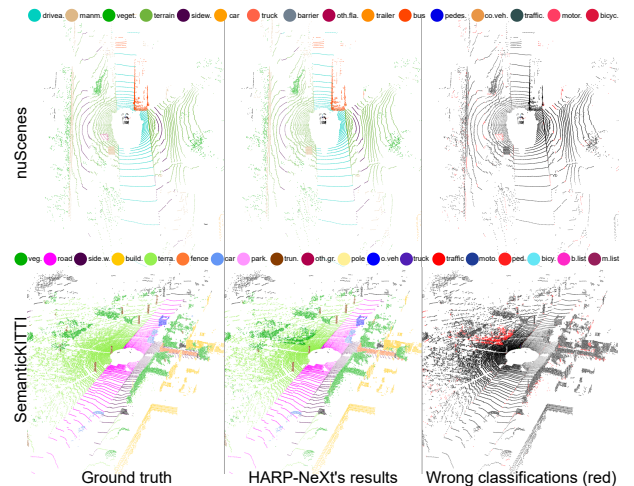 drivea. manm. veget. terrain sidew. car truck barrier oth.fla. trailer bus pedes. co.veh. traffic. motor. bicyc.
nuScenes
veg. road side.w. build. terra. fence car park. trun. oth.gr. pole o.veh truck traffic moto. ped. bicy. b.list m.list
SemanticKITTI
Ground truth HARP-NeXt's results Wrong classifications (red)